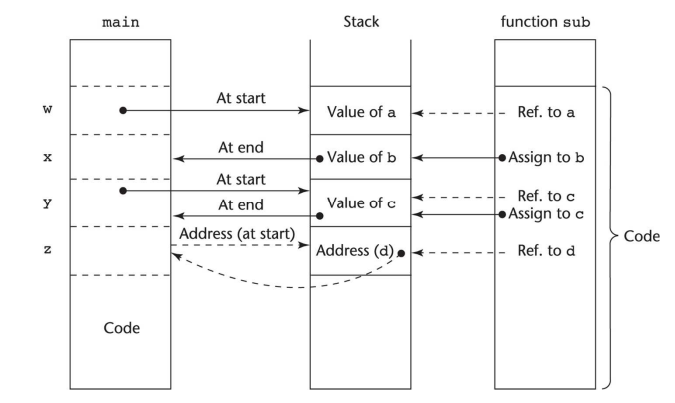 main Stack function sub
w At start Value of a Ref. to a
x At end Value of b Assign to b
At start
y Value of c Ref. to c
At end Assign to c
Address (at start)
z Address (d) Ref. to d
Code
Code